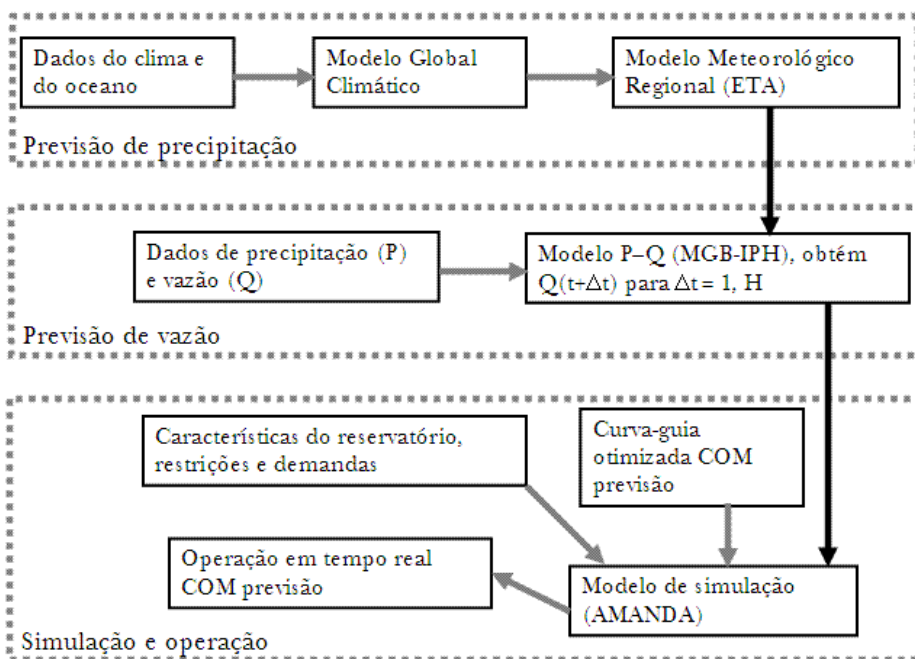 Dados do clima e
do oceano
Modelo Global
Climático
Modelo Meteorológico
Regional (ETA)
Previsão de precipitação
Dados de precipitação (P)
e vazão (Q)
Modelo P–Q (MGB-IPH), obtém
Q(t+Δt) para Δt = 1, H
Previsão de vazão
Características do reservatório,
restrições e demandas
Curva-guia
otimizada COM
previsão
Operação em tempo real
COM previsão
Modelo de simulação
(AMANDA)
Simulação e operação